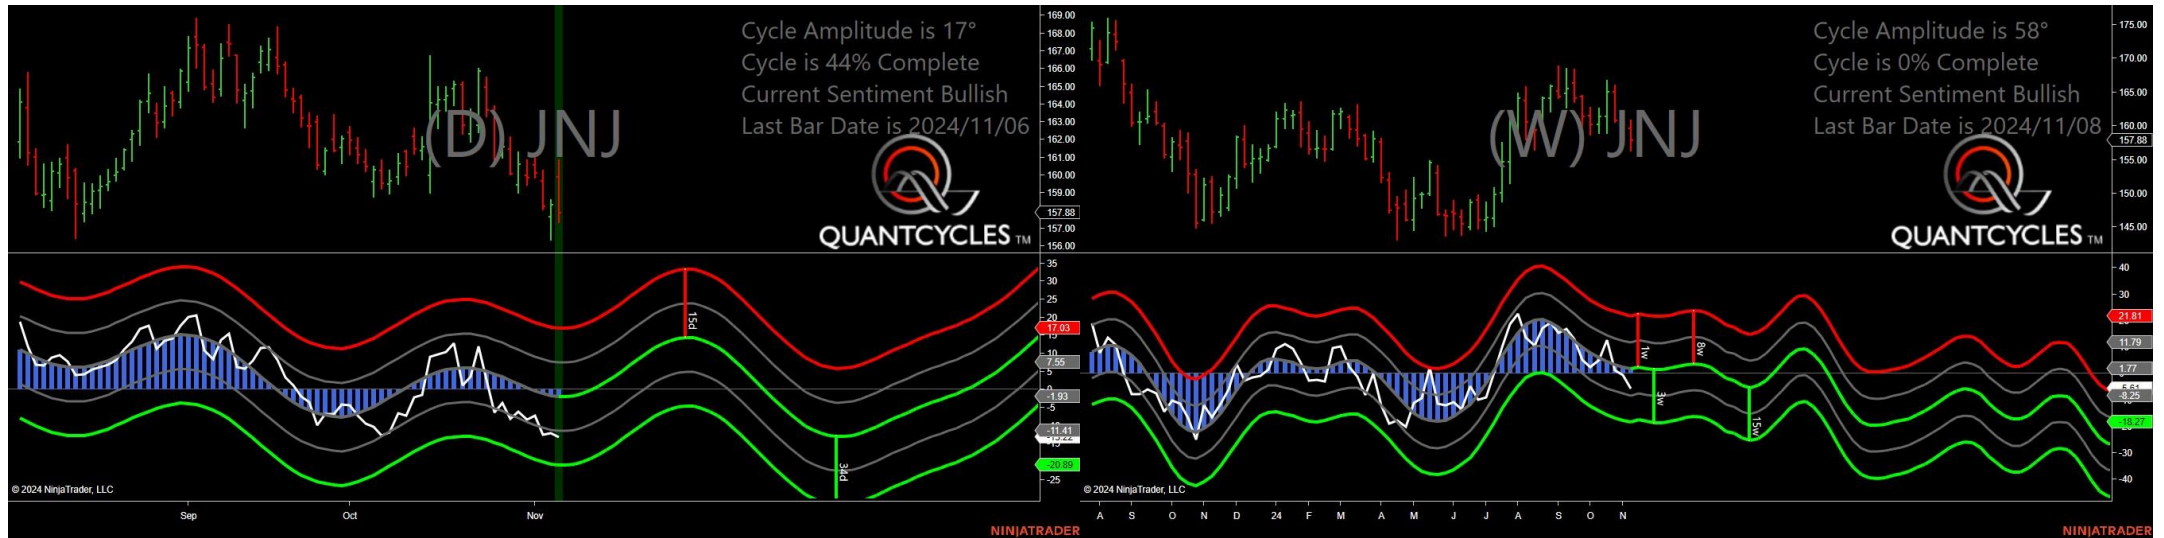 Cycle Amplitude is 17°
Cycle is 44% Complete
Current Sentiment Bullish
Last Bar Date is 2024/11/06
(D) JNJ
QUANTCYCLES TM
169.00
168.00
167.00
166.00
165.00
164.00
163.00
162.00
161.00
160.00
159.00
157.88
157.00
156.00
35
30
25
20
17.03
15
10
7.55
5
0
-1.93
-5
-11.41
-20.89
-25
15d
34d
© 2024 NinjaTrader, LLC
Sep Oct Nov
NINJATRADER
Cycle Amplitude is 58°
Cycle is 0% Complete
Current Sentiment Bullish
Last Bar Date is 2024/11/08
(W) JNJ
QUANTCYCLES TM
175.00
170.00
165.00
160.00
157.88
155.00
150.00
145.00
40
30
21.81
11.79
1.77
-8.25
-18.27
-30
-40
1w
8w
3w
15w
© 2024 NinjaTrader, LLC
A S O N D 24 F M A M J J A S O N
NINJATRADER